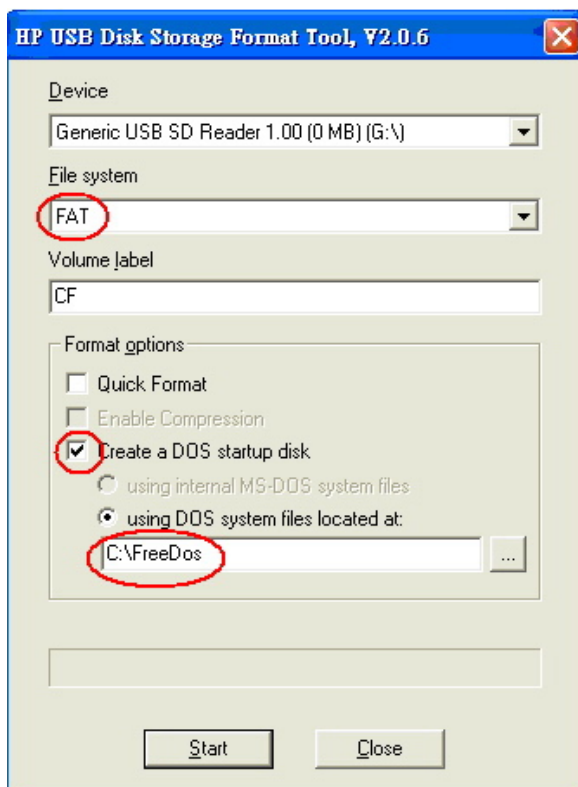 HP USB Disk Storage Format Tool, V2.0.6
Device
Generic USB SD Reader 1.00 (0 MB) (G:\)
File system
FAT
Volume label
CF
Format options
Quick Format
Enable Compression
Create a DOS startup disk
using internal MS-DOS system files
using DOS system files located at:
C:\FreeDos
...
Start Close